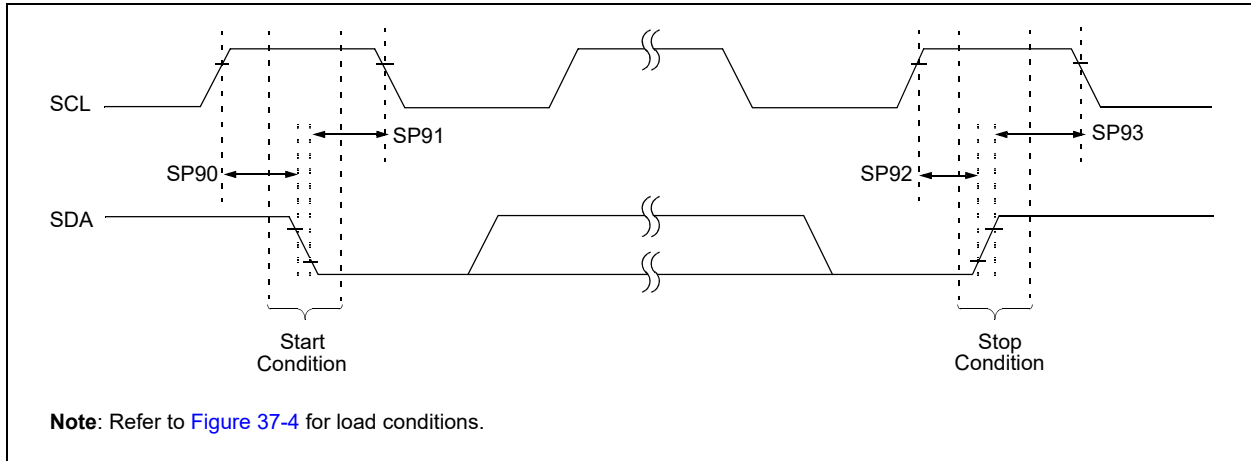 SCL
SP91
SP93
SP90
SP92
SDA
Start
Condition
Stop
Condition
Note: Refer to Figure 37-4 for load conditions.